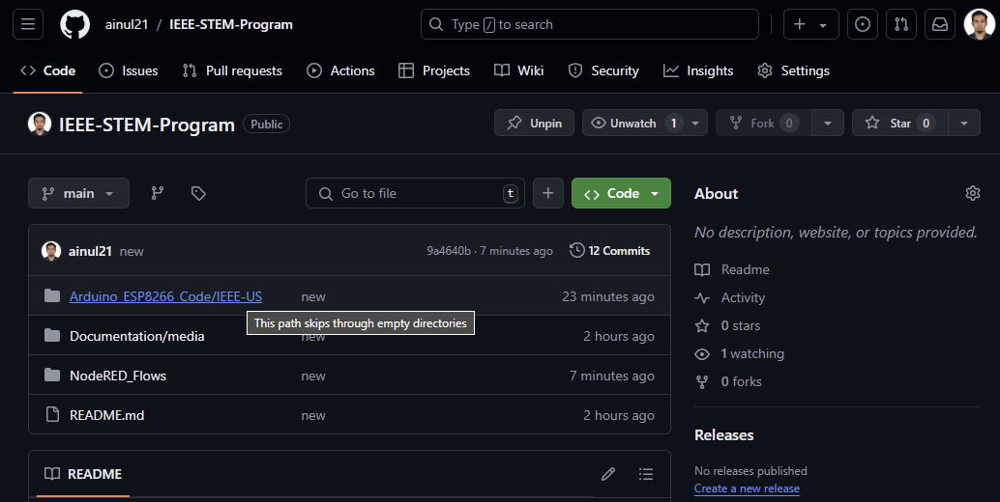 ainul21 / IEEE-STEM-Program Type / to search
Code Issues Pull requests Actions Projects Wiki Security Insights Settings
IEEE-STEM-Program Public Unpin Unwatch 1 Fork 0 Star 0
main Go to file t Code
ainul21 new 9a4640b · 7 minutes ago 12 Commits
Arduino_ESP8266_Code/IEEE-US new 23 minutes ago
This path skips through empty directories
Documentation/media new 2 hours ago
NodeRED_Flows new 7 minutes ago
README.md new 2 hours ago
README
About
No description, website, or topics provided.
Readme
Activity
0 stars
1 watching
0 forks
Releases
No releases published
Create a new release